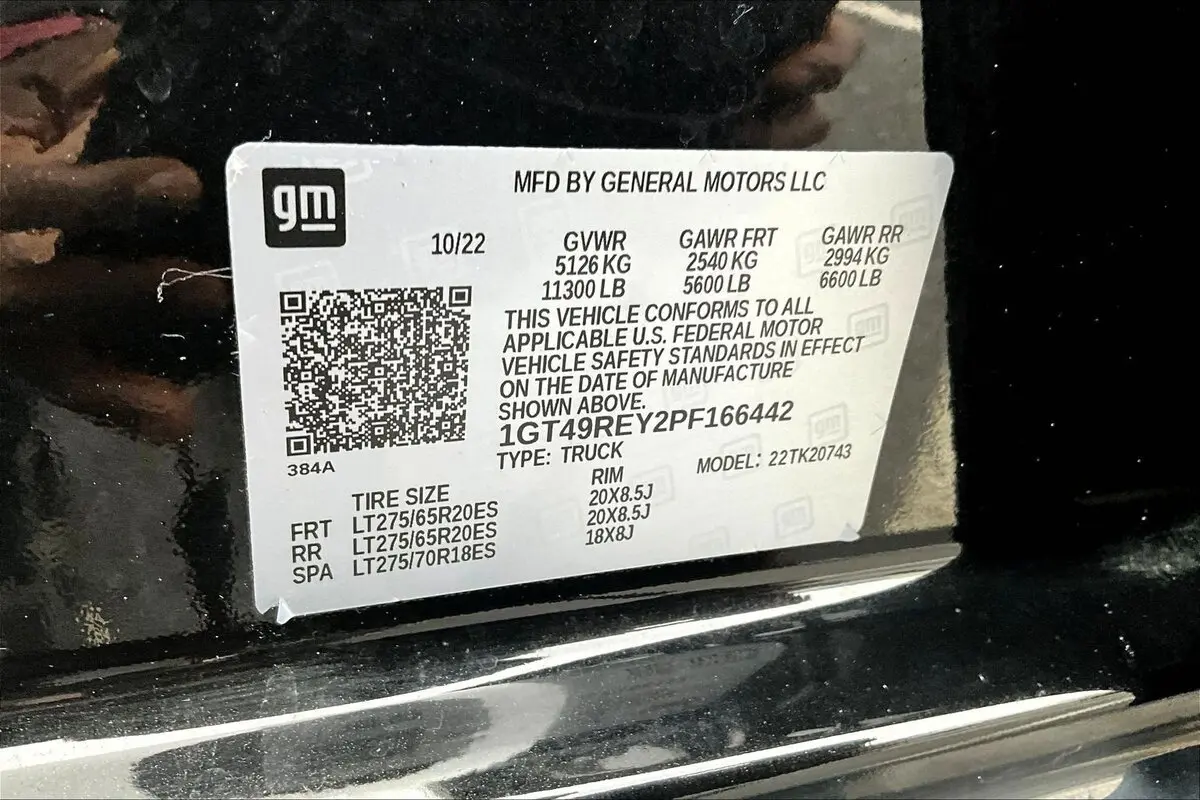 gm
MFD BY GENERAL MOTORS LLC
10/22
GVWR GAWR FRT GAWR RR
5126 KG 2540 KG 2994 KG
11300 LB 5600 LB 6600 LB
THIS VEHICLE CONFORMS TO ALL
APPLICABLE U.S. FEDERAL MOTOR
VEHICLE SAFETY STANDARDS IN EFFECT
ON THE DATE OF MANUFACTURE
SHOWN ABOVE.
1GT49REY2PF166442
TYPE: TRUCK MODEL: 22TK20743
384A
TIRE SIZE RIM
FRT LT275/65R20ES 20X8.5J
RR LT275/65R20ES 20X8.5J
SPA LT275/70R18ES 18X8J